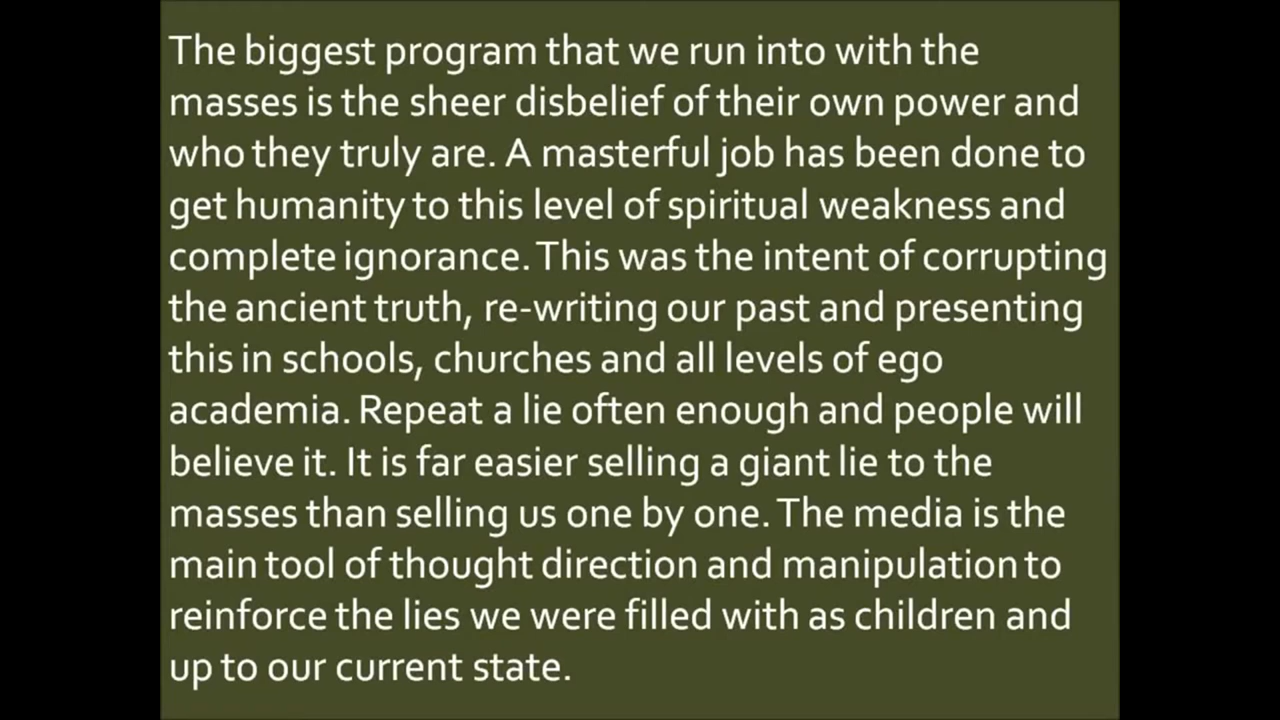 The biggest program that we run into with the
masses is the sheer disbelief of their own power and
who they truly are. A masterful job has been done to
get humanity to this level of spiritual weakness and
complete ignorance. This was the intent of corrupting
the ancient truth, re-writing our past and presenting
this in schools, churches and all levels of ego
academia. Repeat a lie often enough and people will
believe it. It is far easier selling a giant lie to the
masses than selling us one by one. The media is the
main tool of thought direction and manipulation to
reinforce the lies we were filled with as children and
up to our current state.